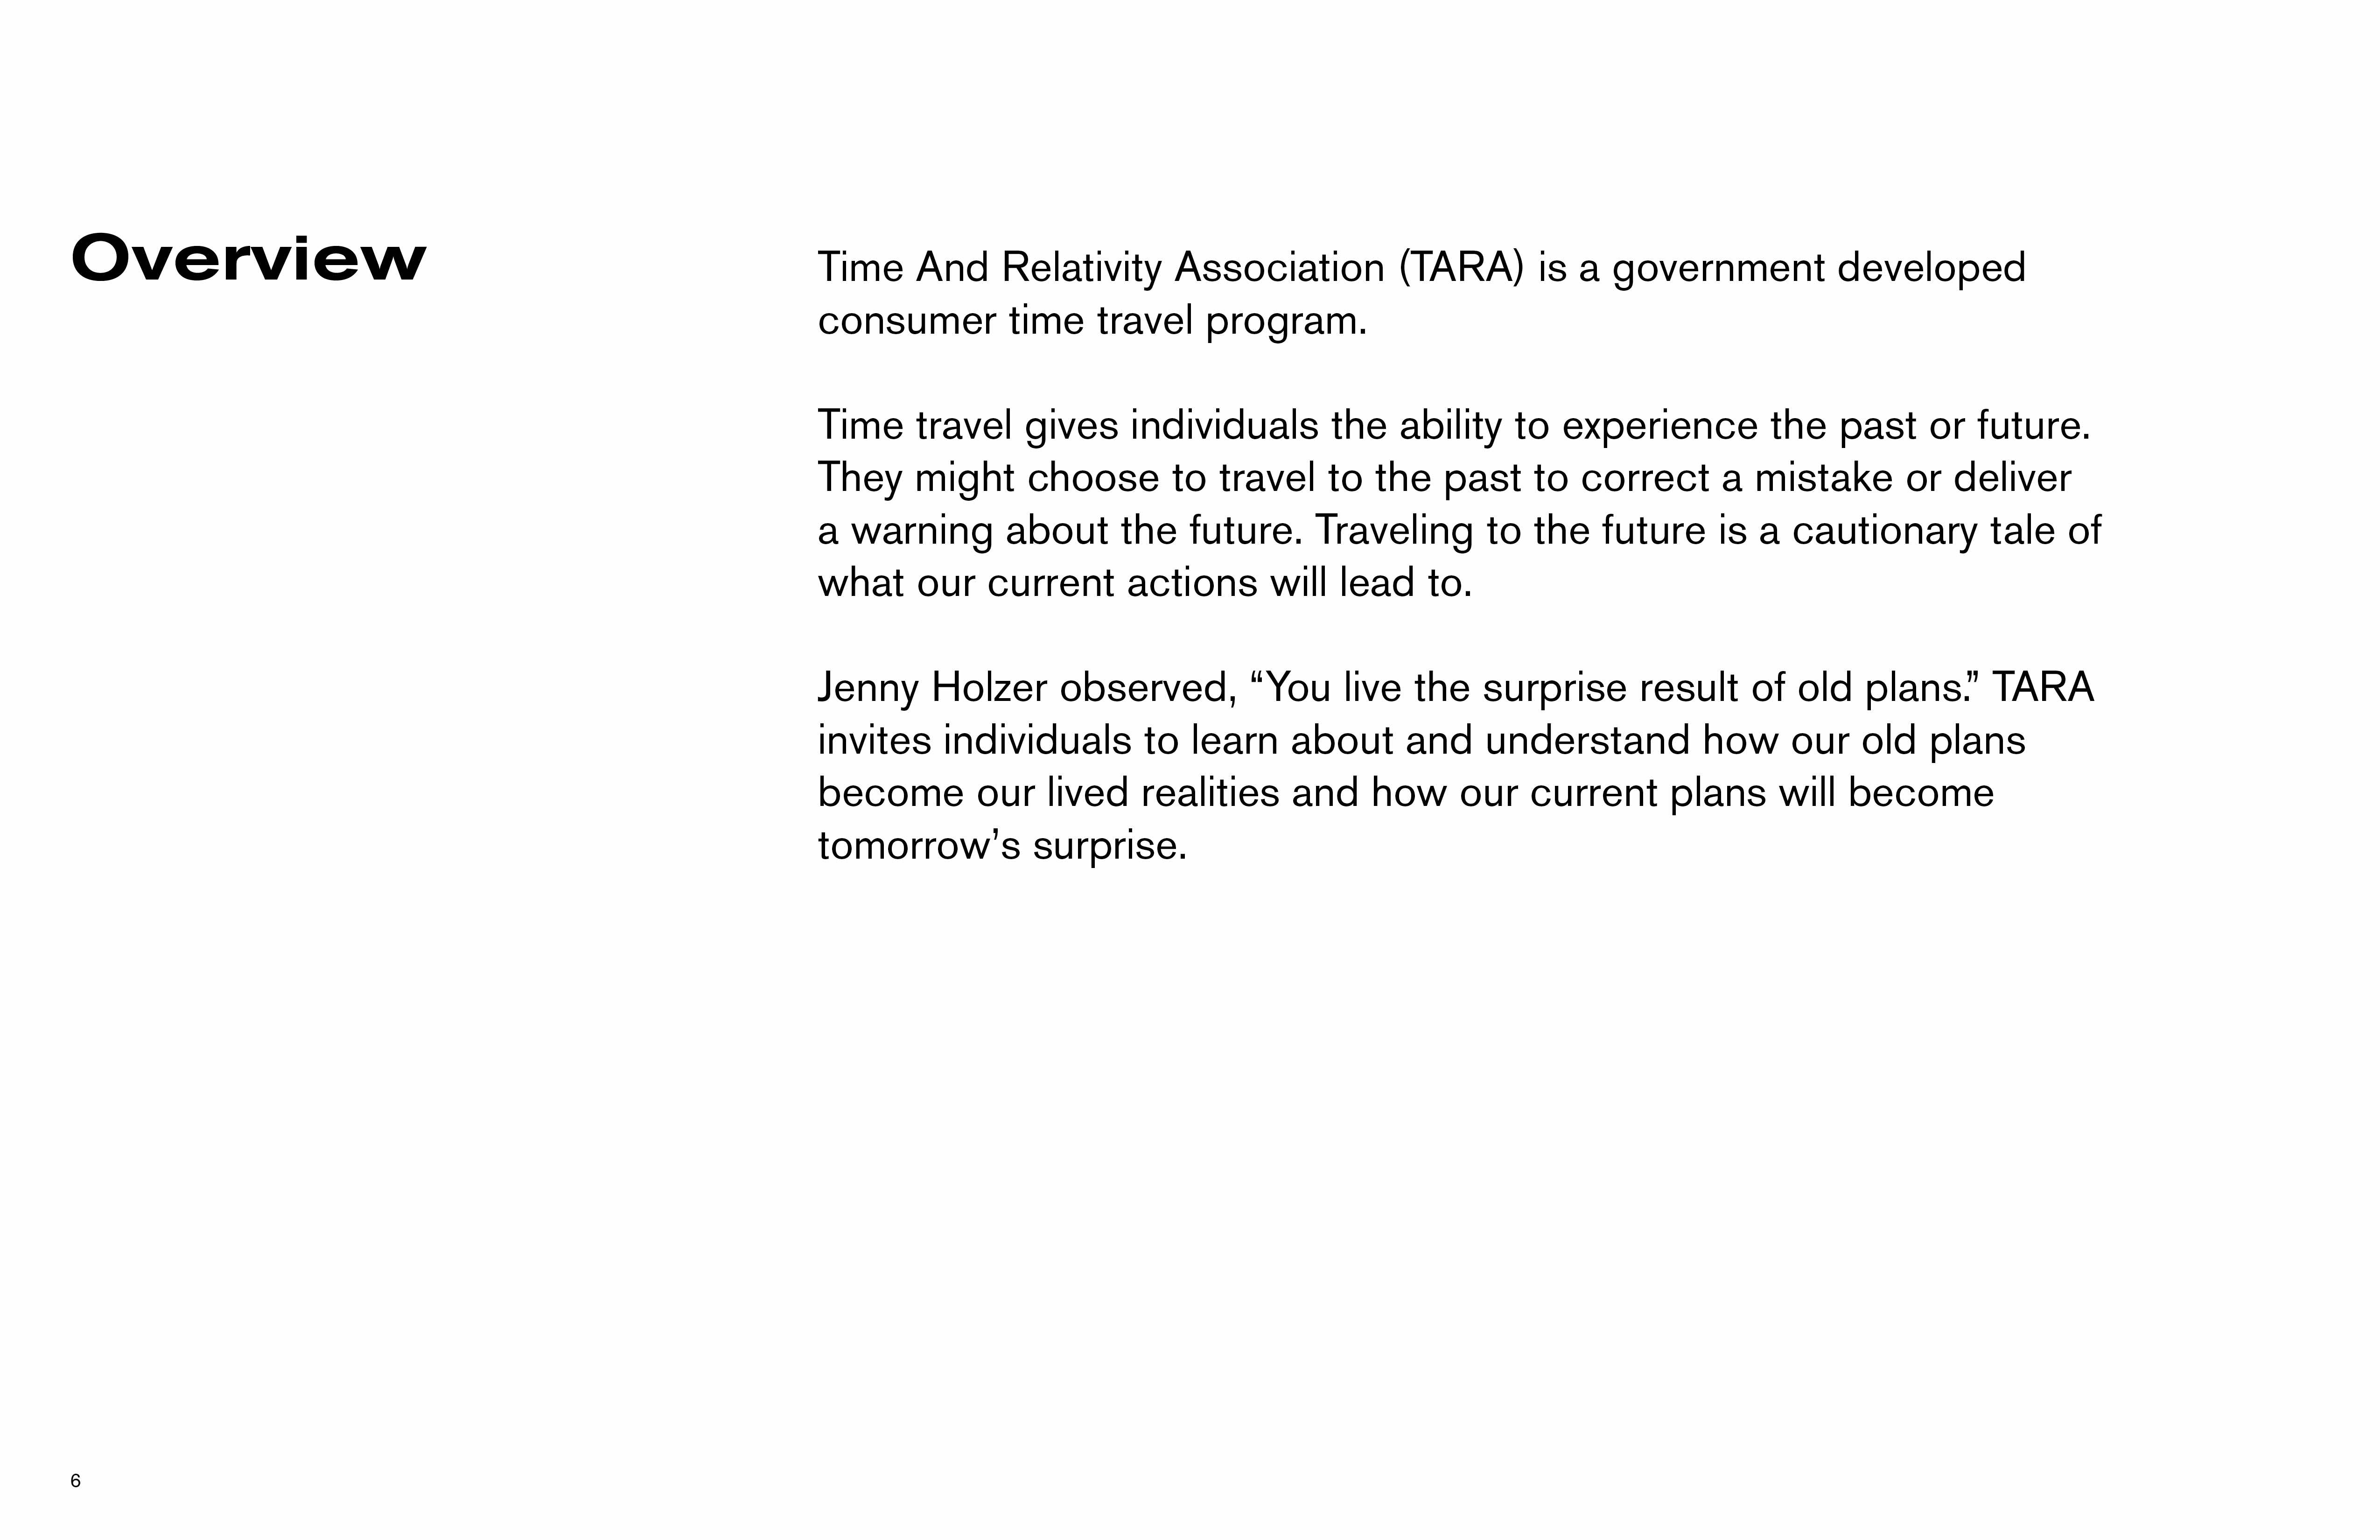 Overview
Time And Relativity Association (TARA) is a government developed
consumer time travel program.
Time travel gives individuals the ability to experience the past or future.
They might choose to travel to the past to correct a mistake or deliver
a warning about the future. Traveling to the future is a cautionary tale of
what our current actions will lead to.
Jenny Holzer observed, “You live the surprise result of old plans.” TARA
invites individuals to learn about and understand how our old plans
become our lived realities and how our current plans will become
tomorrow’s surprise.
6